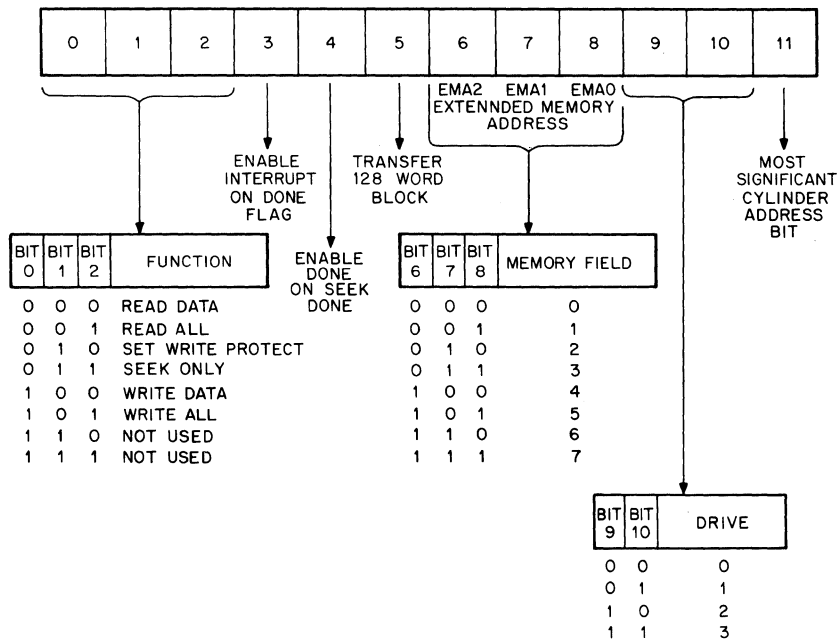 0 1 2 3 4 5 6 7 8 9 10 11
EMA2 EMA1 EMA0
EXTENNDED MEMORY
ADDRESS
ENABLE
INTERRUPT
ON DONE
FLAG
ENABLE
DONE
ON SEEK
DONE
TRANSFER
128 WORD
BLOCK
MOST
SIGNIFICANT
CYLINDER
ADDRESS
BIT
BIT 0 BIT 1 BIT 2 FUNCTION
0 0 0 READ DATA
0 0 1 READ ALL
0 1 0 SET WRITE PROTECT
0 1 1 SEEK ONLY
1 0 0 WRITE DATA
1 0 1 WRITE ALL
1 1 0 NOT USED
1 1 1 NOT USED
BIT 6 BIT 7 BIT 8 MEMORY FIELD
0 0 0 0
0 0 1 1
0 1 0 2
0 1 1 3
1 0 0 4
1 0 1 5
1 1 0 6
1 1 1 7
BIT 9 BIT 10 DRIVE
0 0 0
0 1 1
1 0 2
1 1 3